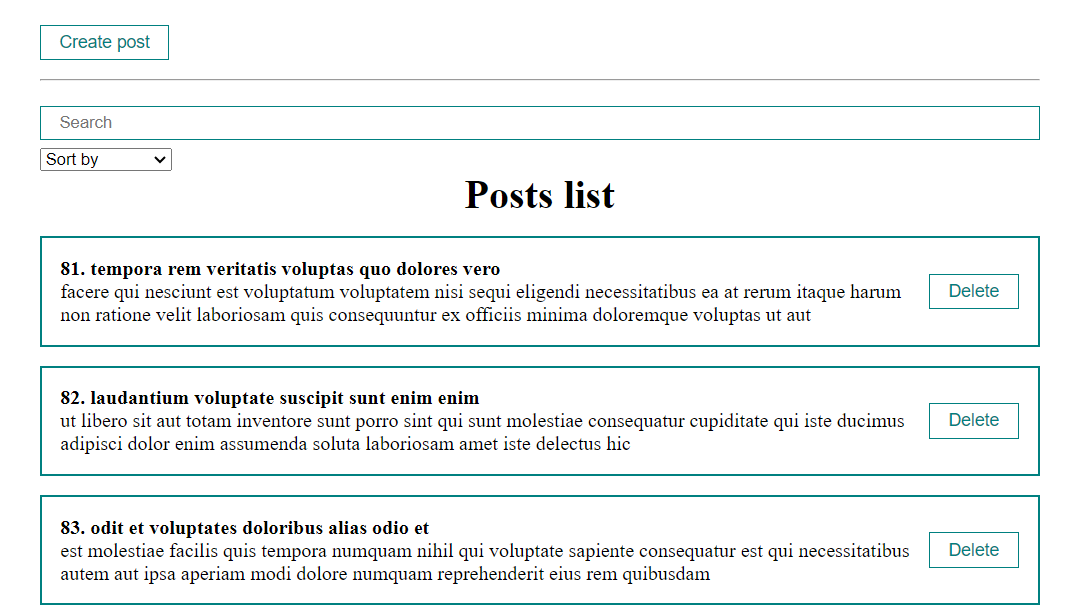 Create post
Search
Sort by
Posts list
81. tempora rem veritatis voluptas quo dolores vero
facere qui nesciunt est voluptatum voluptatem nisi sequi eligendi necessitatibus ea at rerum itaque harum
non ratione velit laboriosam quis consequuntur ex officiis minima doloremque voluptas ut aut
Delete
82. laudantium voluptate suscipit sunt enim enim
ut libero sit aut totam inventore sunt porro sint qui sunt molestiae consequatur cupiditate qui iste ducimus
adipisci dolor enim assumenda soluta laboriosam amet iste delectus hic
Delete
83. odit et voluptates doloribus alias odio et
est molestiae facilis quis tempora numquam nihil qui voluptate sapiente consequatur est qui necessitatibus
autem aut ipsa aperiam modi dolore numquam reprehenderit eius rem quibusdam
Delete